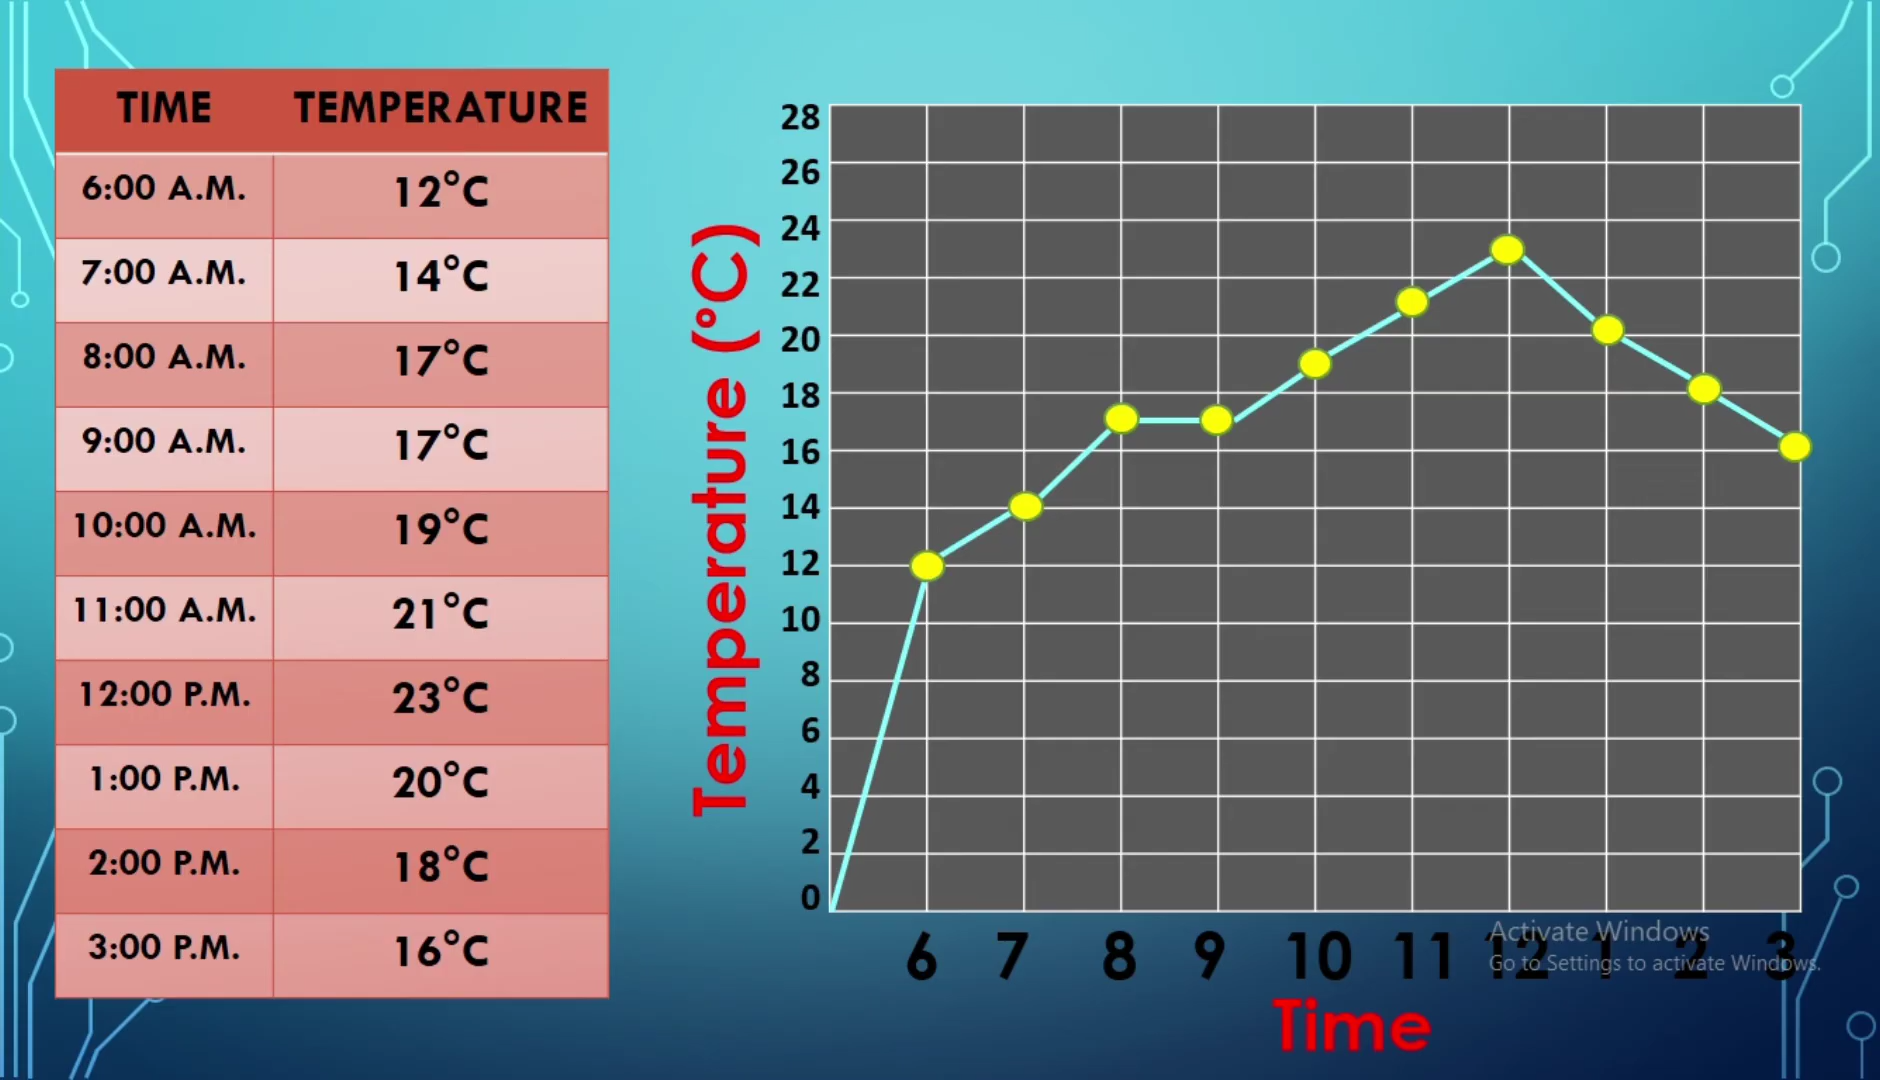 TIME TEMPERATURE
6:00 A.M. 12°C
7:00 A.M. 14°C
8:00 A.M. 17°C
9:00 A.M. 17°C
10:00 A.M. 19°C
11:00 A.M. 21°C
12:00 P.M. 23°C
1:00 P.M. 20°C
2:00 P.M. 18°C
3:00 P.M. 16°C
Temperature (°C)
28
26
24
22
20
18
16
14
12
10
8
6
4
2
0
6 7 8 9 10 11 12 1 2 3
Time
Activate Windows
Go to Settings to activate Windows.